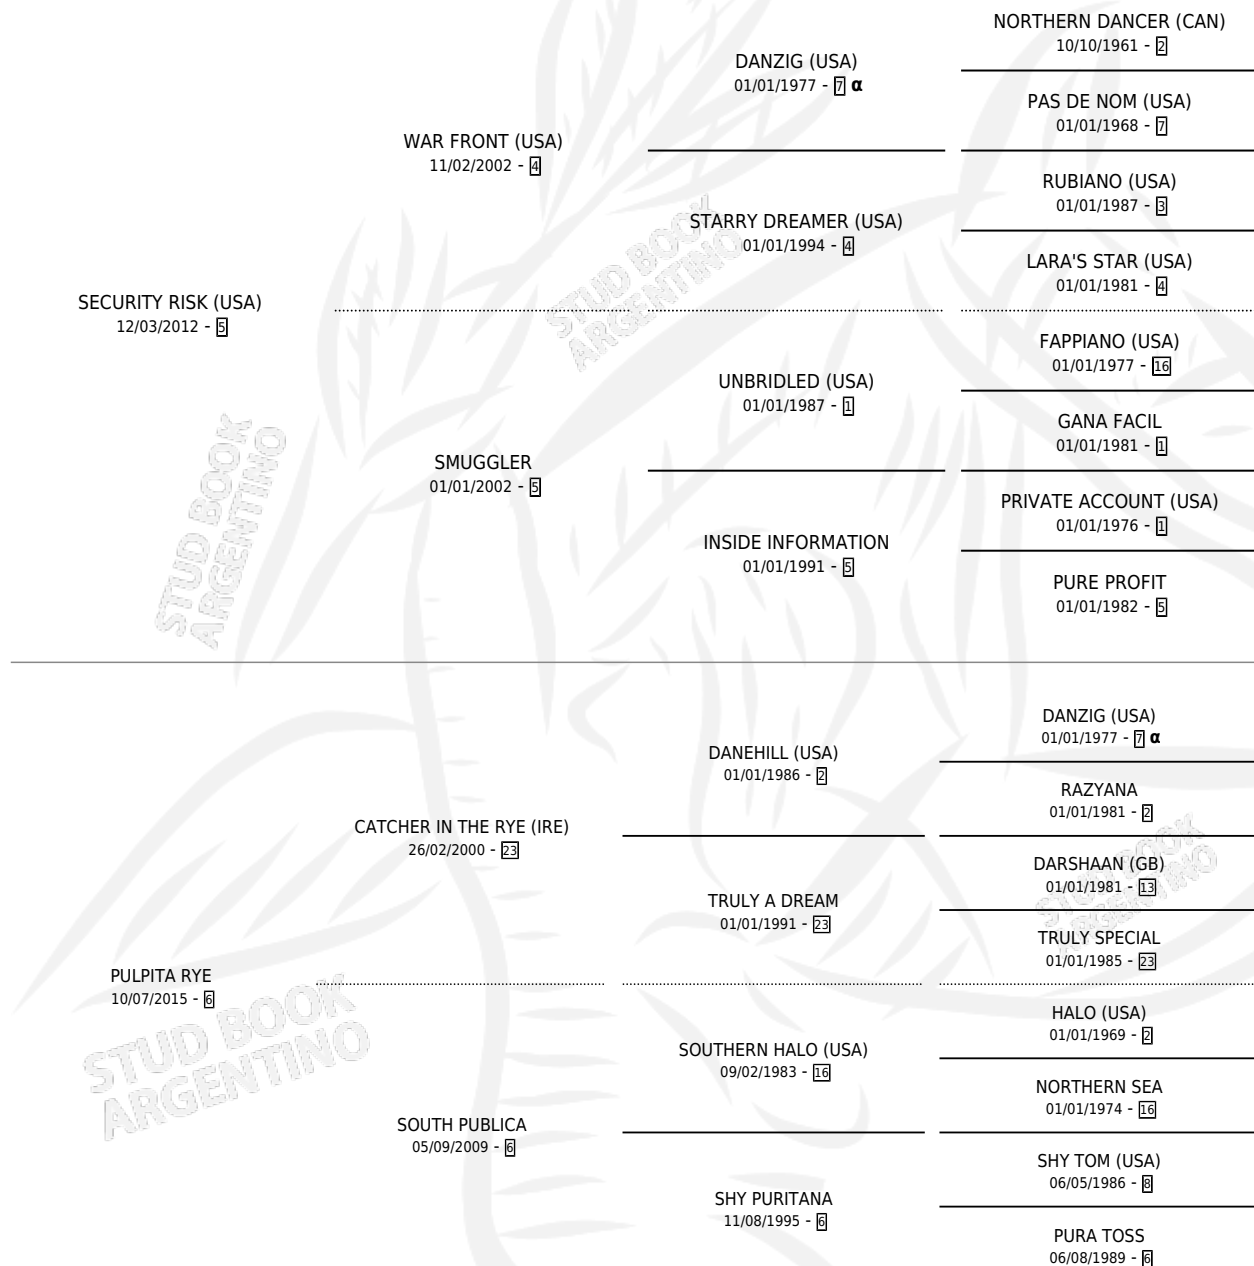 NORTHERN DANCER (CAN)
10/10/1961 - 2
DANZIG (USA)
01/01/1977 - 7 α
PAS DE NOM (USA)
01/01/1968 - 7
WAR FRONT (USA)
11/02/2002 - 4
RUBIANO (USA)
01/01/1987 - 3
STARRY DREAMER (USA)
01/01/1994 - 4
LARA'S STAR (USA)
01/01/1981 - 4
SECURITY RISK (USA)
12/03/2012 - 5
FAPPIANO (USA)
01/01/1977 - 16
UNBRIDLED (USA)
01/01/1987 - 1
GANA FACIL
01/01/1981 - 1
SMUGGLER
01/01/2002 - 5
PRIVATE ACCOUNT (USA)
01/01/1976 - 1
INSIDE INFORMATION
01/01/1991 - 5
PURE PROFIT
01/01/1982 - 5
DANZIG (USA)
01/01/1977 - 7 α
DANEHILL (USA)
01/01/1986 - 2
RAZYANA
01/01/1981 - 2
CATCHER IN THE RYE (IRE)
26/02/2000 - 23
DARSHAAN (GB)
01/01/1981 - 13
TRULY A DREAM
01/01/1991 - 23
TRULY SPECIAL
01/01/1985 - 23
PULPITA RYE
10/07/2015 - 6
HALO (USA)
01/01/1969 - 2
SOUTHERN HALO (USA)
09/02/1983 - 16
NORTHERN SEA
01/01/1974 - 16
SOUTH PUBLICA
05/09/2009 - 6
SHY TOM (USA)
06/05/1986 - 8
SHY PURITANA
11/08/1995 - 6
PURA TOSS
06/08/1989 - 6
STUD BOOK
ARGENTINO
STUD BOOK
ARGENTINO
STUD BOOK
ARGENTINO
STUD BOOK
ARGENTINO